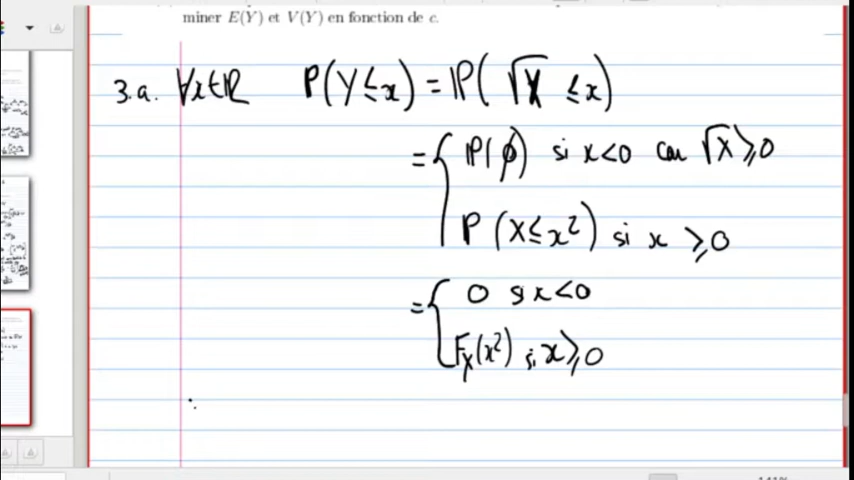 miner E(Y) et V(Y) en fonction de c.
3.a. ∀x∈ℝ P(Y≤x) = ℙ(√X ≤x)
= { ℙ(∅) si x<0 car √X ≥0
P(X≤x²) si x ≥0
= { 0 si x<0
F_X(x²) si x≥0
141%